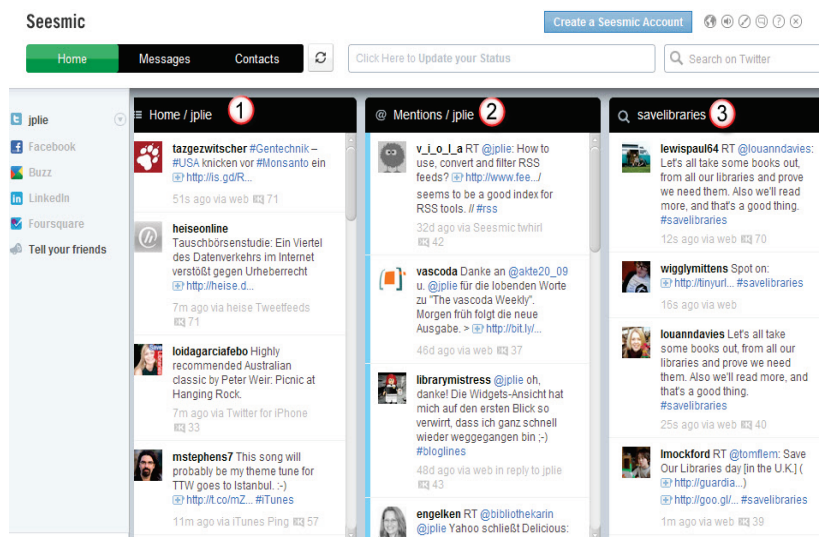 Seesmic
Create a Seesmic Account
Home
Messages
Contacts
Click Here to Update your Status
Search on Twitter
jplie
Facebook
Buzz
LinkedIn
Foursquare
Tell your friends
Home / jplie
1
tazgezwitscher #Gentechnik –
#USA knicken vor #Monsanto ein
http://is.gd/R...
51s ago via web 71
heiseonline
Tauschbörsenstudie: Ein Viertel
des Datenverkehrs im Internet
verstößt gegen Urheberrecht
http://heise.d...
7m ago via heise Tweetfeeds
71
loidagarciafebo Highly
recommended Australian
classic by Peter Weir: Picnic at
Hanging Rock.
7m ago via Twitter for iPhone
33
mstephens7 This song will
probably be my theme tune for
TTW goes to Istanbul. :-)
http://t.co/mZ... #iTunes
11m ago via iTunes Ping 57
@ Mentions / jplie
2
v_i_o_l_a RT @jplie: How to
use, convert and filter RSS
feeds? http://www.fee.../
seems to be a good index for
RSS tools. // #rss
32d ago via Seesmic twhirl
42
vascoda Danke an @akte20_09
u. @jplie für die lobenden Worte
zu "The vascoda Weekly".
Morgen früh folgt die neue
Ausgabe. > http://bit.ly/...
46d ago via web 37
librarymistress @jplie oh,
danke! Die Widgets-Ansicht hat
mich auf den ersten Blick so
verwirrt, dass ich ganz schnell
wieder weggegangen bin ;-)
#bloglines
48d ago via web in reply to jplie
43
engelken RT @bibliothekarin
@jplie Yahoo schließt Delicious:
savelibraries
3
lewispaul64 RT @louanndavies:
Let's all take some books out,
from all our libraries and prove
we need them. Also we'll read
more, and that's a good thing.
#savelibraries
12s ago via web 70
wigglymittens Spot on:
http://tinyurl... #savelibraries
16s ago via web
louanndavies Let's all take
some books out, from all our
libraries and prove we need
them. Also we'll read more, and
that's a good thing.
#savelibraries
25s ago via web 40
lmockford RT @tomflem: Save
Our Libraries day [in the U.K.] (
http://guardia...)
http://goo.gl/... #savelibraries
1m ago via web 39